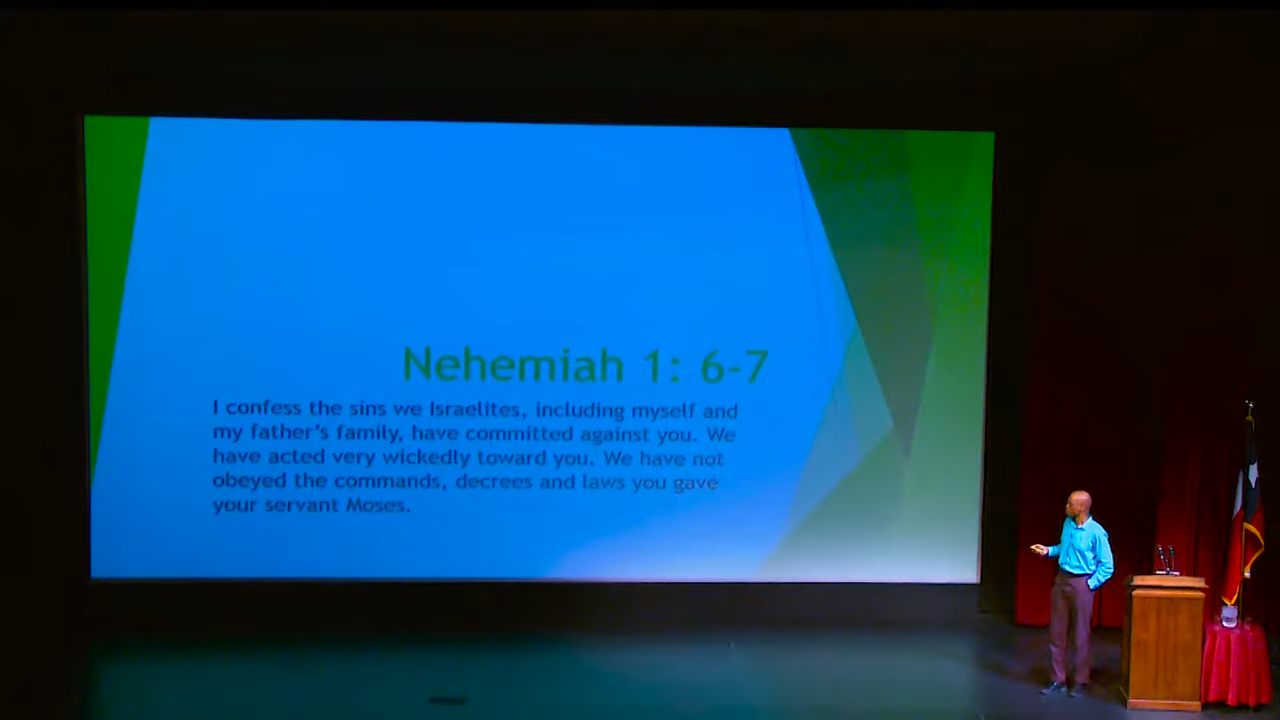 Nehemiah 1: 6-7
I confess the sins we Israelites, including myself and
my father's family, have committed against you. We
have acted very wickedly toward you. We have not
obeyed the commands, decrees and laws you gave
your servant Moses.